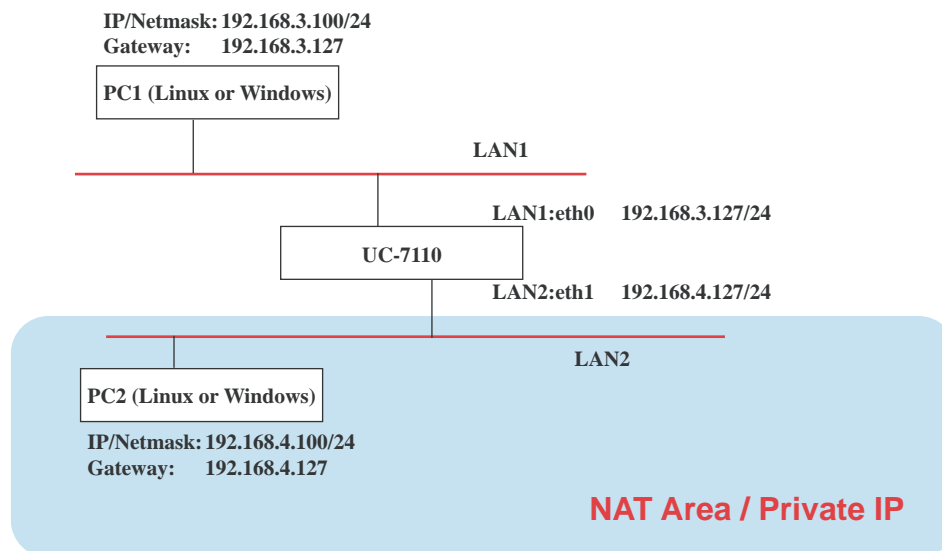 IP/Netmask: 192.168.3.100/24
Gateway: 192.168.3.127
PC1 (Linux or Windows)
LAN1
LAN1:eth0 192.168.3.127/24
UC-7110
LAN2:eth1 192.168.4.127/24
LAN2
PC2 (Linux or Windows)
IP/Netmask: 192.168.4.100/24
Gateway: 192.168.4.127
NAT Area / Private IP